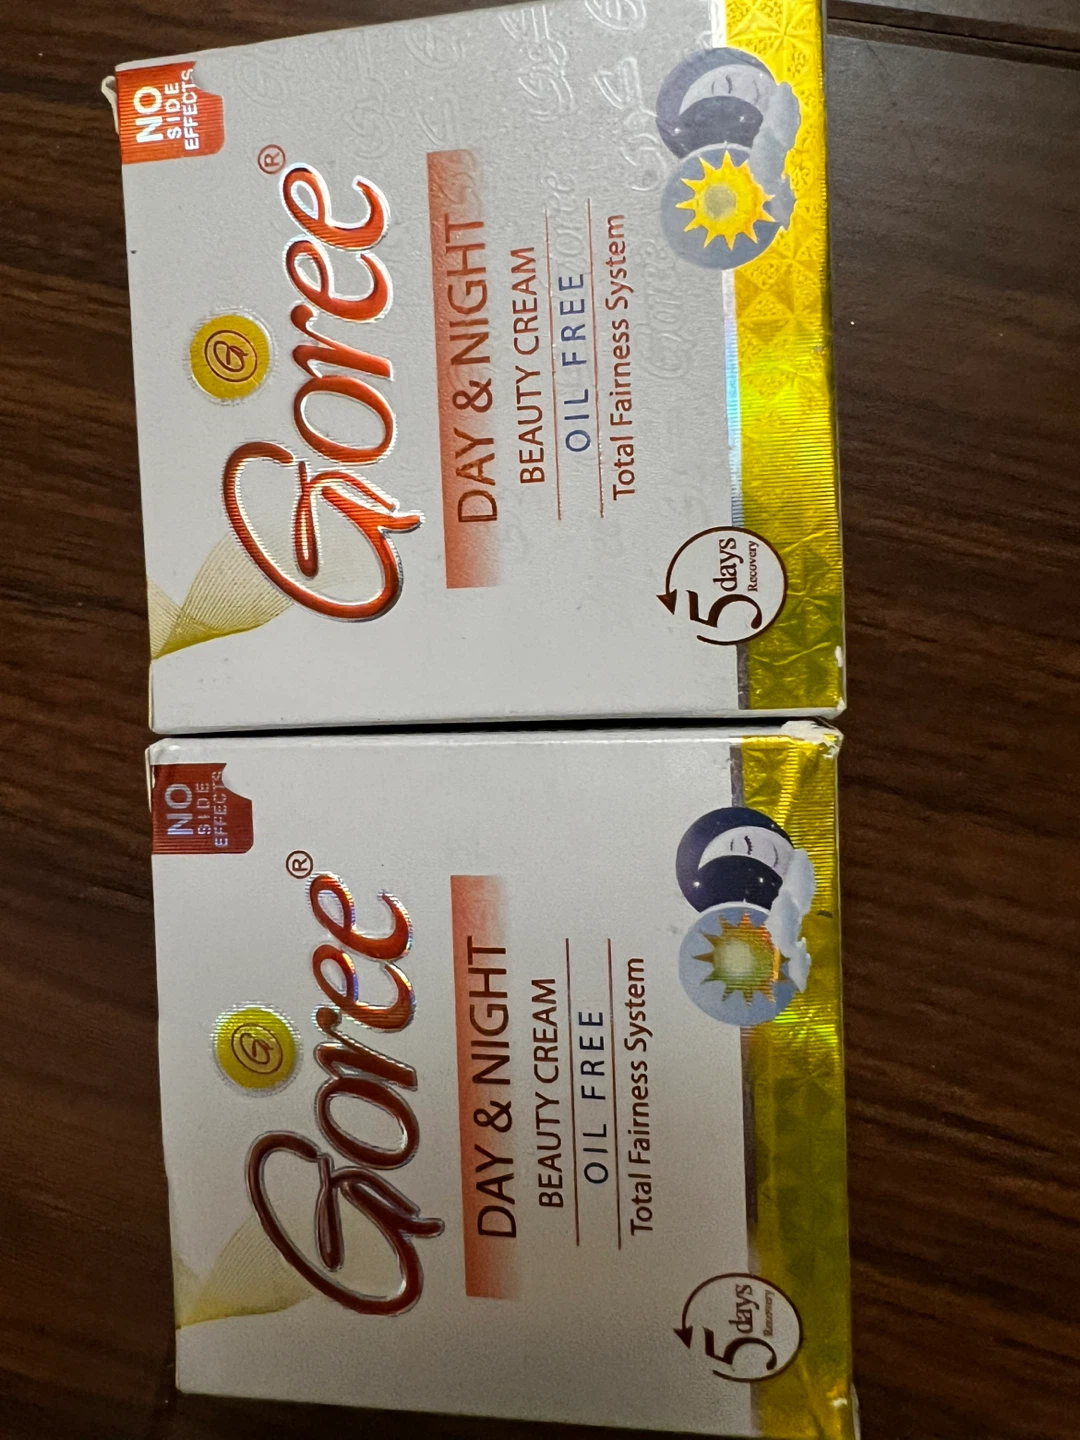 NO
SIDE
EFFECTS
G
Goree®
DAY & NIGHT
BEAUTY CREAM
OIL FREE
Total Fairness System
5 days
Recovery
NO
SIDE
EFFECTS
G
Goree®
DAY & NIGHT
BEAUTY CREAM
OIL FREE
Total Fairness System
5 days
Recovery